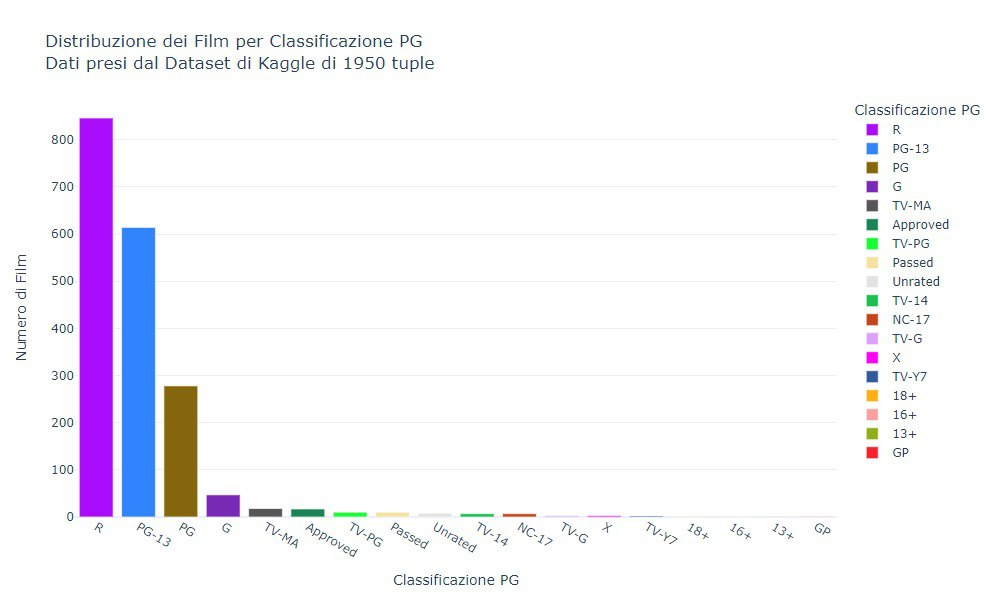 Distribuzione dei Film per Classificazione PG
Dati presi dal Dataset di Kaggle di 1950 tuple
Numero di Film
800
700
600
500
400
300
200
100
0
R
PG-13
PG
G
TV-MA
Approved
TV-PG
Passed
Unrated
TV-14
NC-17
TV-G
X
TV-Y7
18+
16+
13+
GP
Classificazione PG
Classificazione PG
R
PG-13
PG
G
TV-MA
Approved
TV-PG
Passed
Unrated
TV-14
NC-17
TV-G
X
TV-Y7
18+
16+
13+
GP